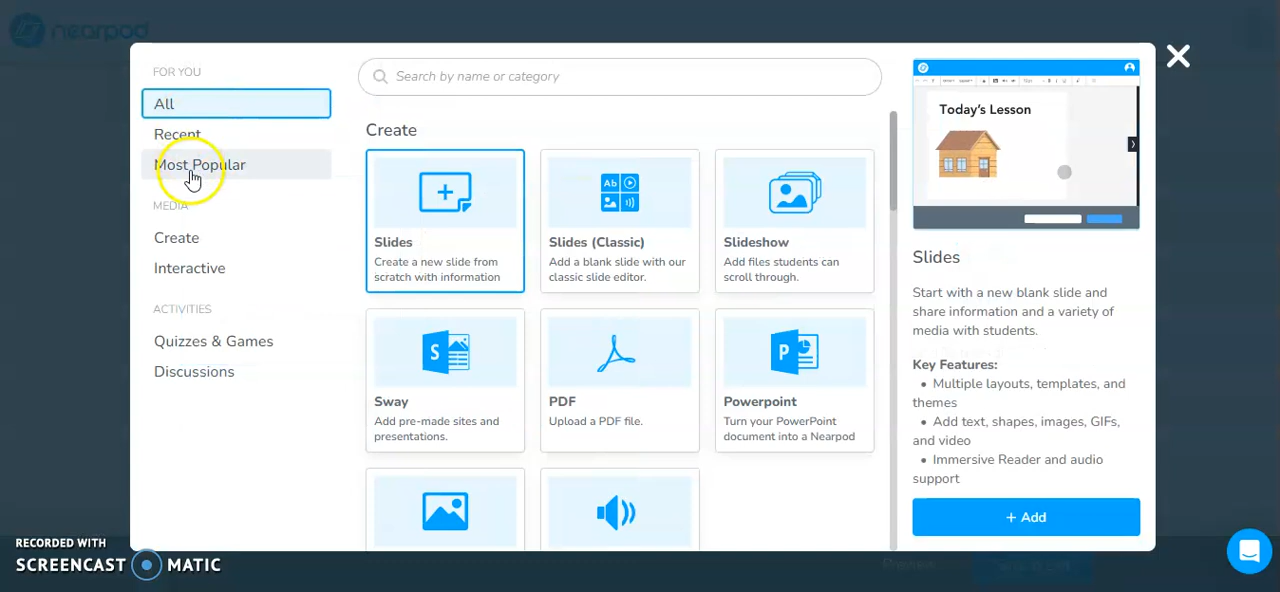 nearpod
FOR YOU
All
Recent
Most Popular
MEDIA
Create
Interactive
ACTIVITIES
Quizzes & Games
Discussions
Search by name or category
Create
Slides
Create a new slide from
scratch with information
Slides (Classic)
Add a blank slide with our
classic slide editor.
Slideshow
Add files students can
scroll through.
S
Sway
Add pre-made sites and
presentations.
PDF
Upload a PDF file.
P
Powerpoint
Turn your PowerPoint
document into a Nearpod
Today's Lesson
Slides
Start with a new blank slide and
share information and a variety of
media with students.
Key Features:
• Multiple layouts, templates, and
themes
• Add text, shapes, images, GIFs,
and video
• Immersive Reader and audio
support
+ Add
Preview
RECORDED WITH
SCREENCAST MATIC